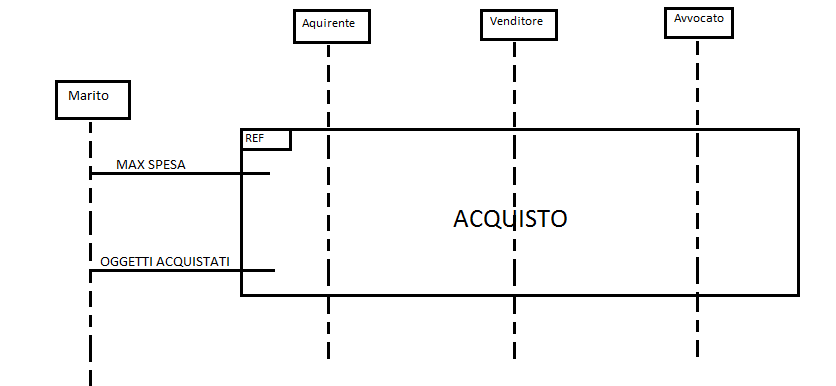 Aquirente
Venditore
Avvocato
Marito
REF
MAX SPESA
ACQUISTO
OGGETTI ACQUISTATI